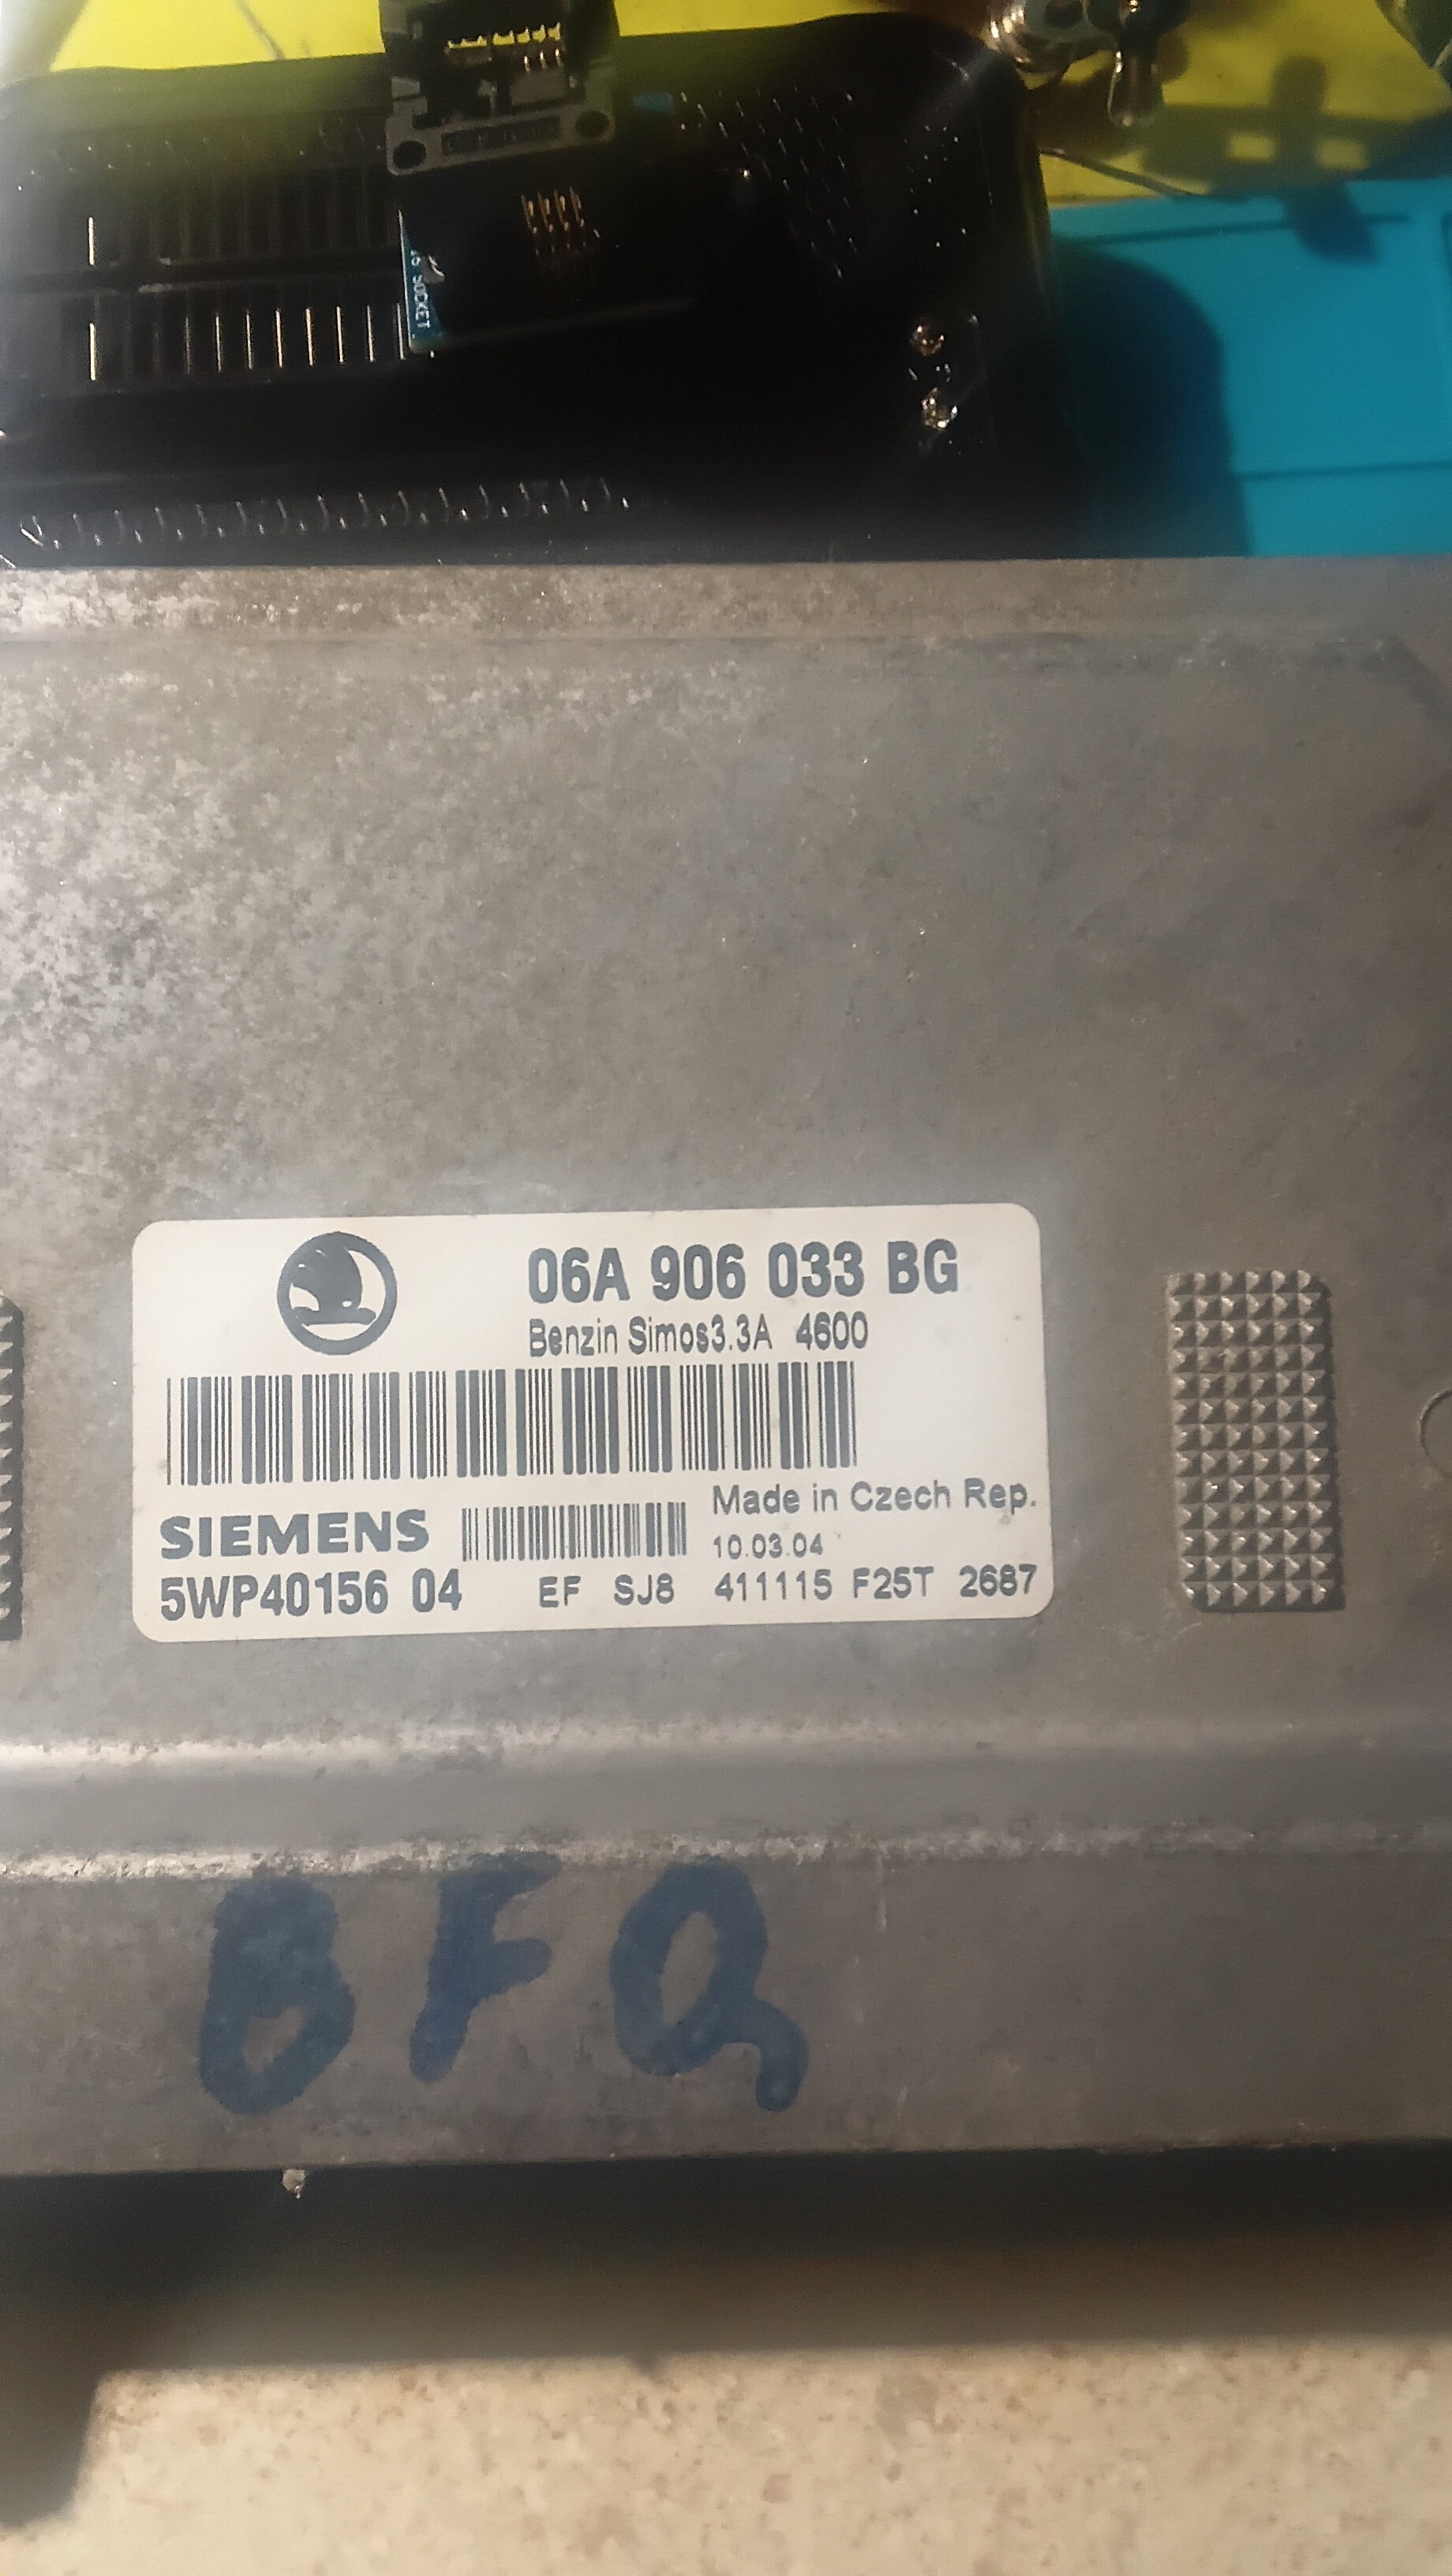 SOCKET
06A 906 033 BG
Benzin Simos3.3A 4600
Made in Czech Rep.
SIEMENS
10.03.04
5WP40156 04 EF SJ8 411115 F25T 2687
BFQ